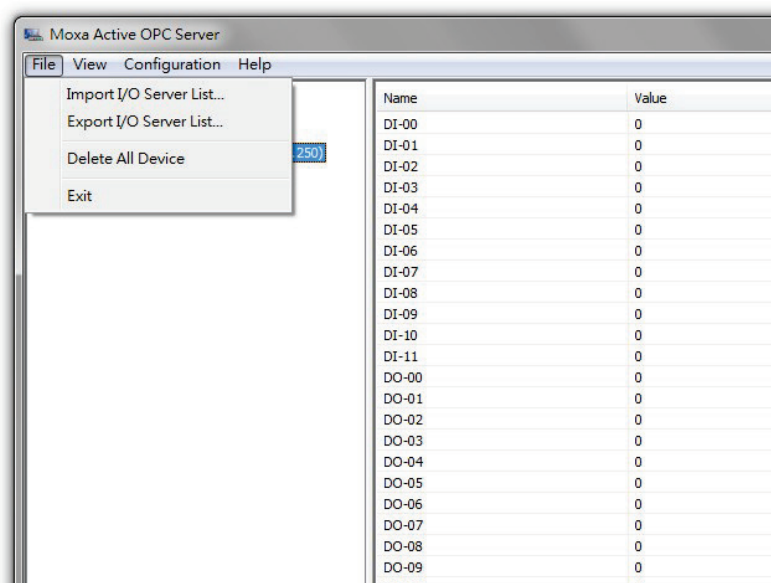 Moxa Active OPC Server
File View Configuration Help
Import I/O Server List...
Export I/O Server List...
Delete All Device
Exit
.250)
Name Value
DI-00 0
DI-01 0
DI-02 0
DI-03 0
DI-04 0
DI-05 0
DI-06 0
DI-07 0
DI-08 0
DI-09 0
DI-10 0
DI-11 0
DO-00 0
DO-01 0
DO-02 0
DO-03 0
DO-04 0
DO-05 0
DO-06 0
DO-07 0
DO-08 0
DO-09 0